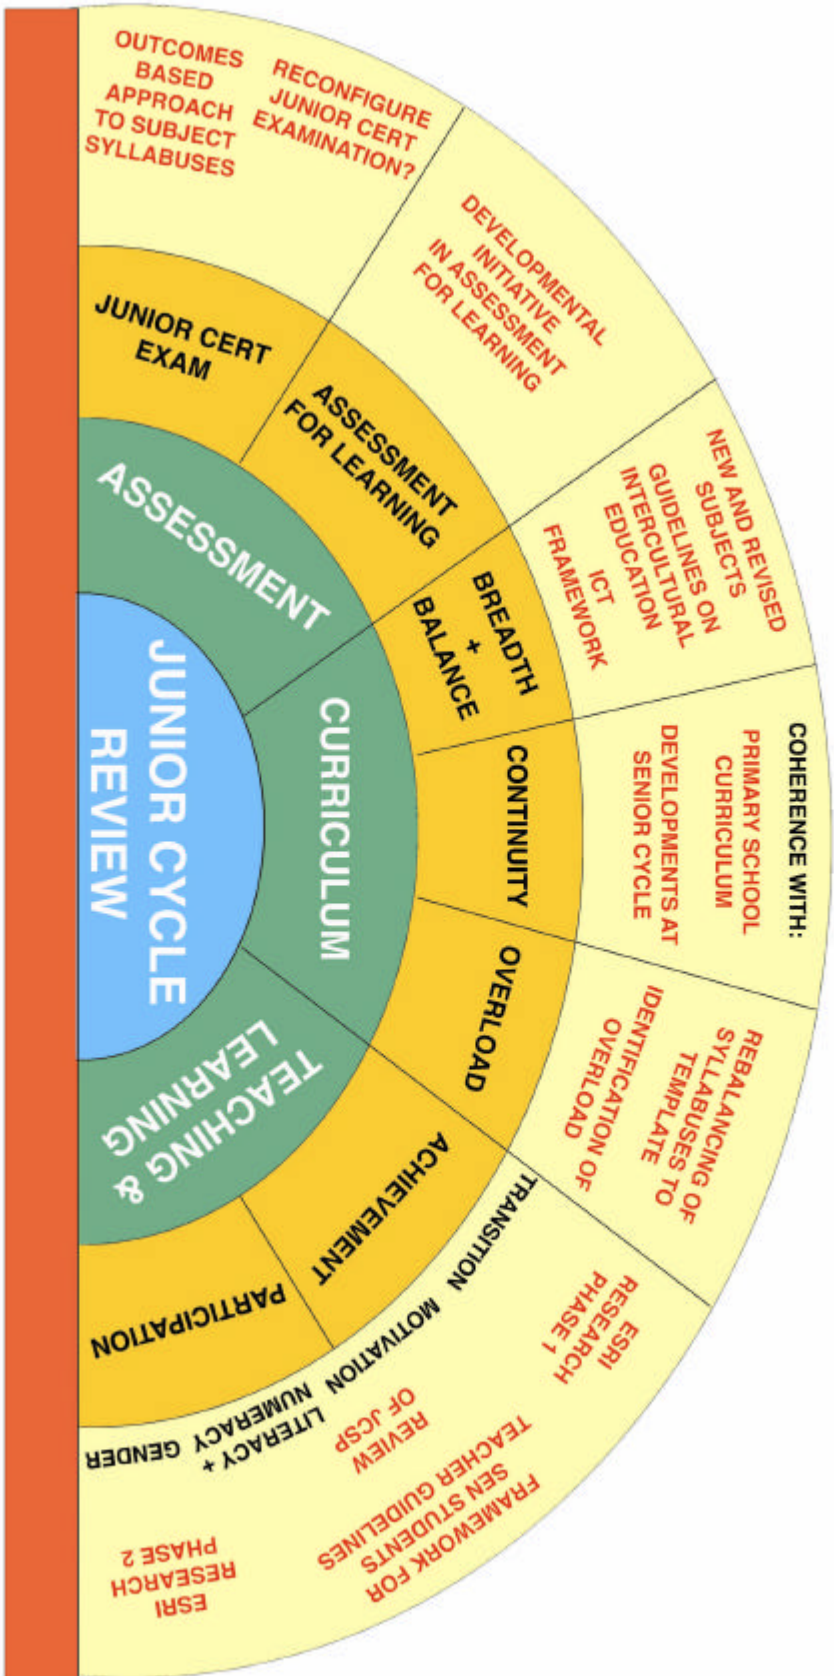 JUNIOR CYCLE
REVIEW
ASSESSMENT
CURRICULUM
TEACHING &
LEARNING
JUNIOR CERT
EXAM
ASSESSMENT
FOR LEARNING
BREADTH
+
BALANCE
CONTINUITY
OVERLOAD
ACHIEVEMENT
PARTICIPATION
OUTCOMES
BASED
APPROACH
TO SUBJECT
SYLLABUSES
RECONFIGURE
JUNIOR CERT
EXAMINATION?
DEVELOPMENTAL
INITIATIVE
IN ASSESSMENT
FOR LEARNING
NEW AND REVISED
SUBJECTS
GUIDELINES ON
INTERCULTURAL
EDUCATION
ICT
FRAMEWORK
COHERENCE WITH:
PRIMARY SCHOOL
CURRICULUM
DEVELOPMENTS AT
SENIOR CYCLE
REBALANCING OF
SYLLABUSES TO
TEMPLATE
IDENTIFICATION OF
OVERLOAD
TRANSITION
MOTIVATION
LITERACY +
NUMERACY
GENDER
ESRI
RESEARCH
PHASE 1
REVIEW
OF JCSP
FRAMEWORK FOR
SEN STUDENTS
TEACHER GUIDELINES
ESRI
RESEARCH
PHASE 2